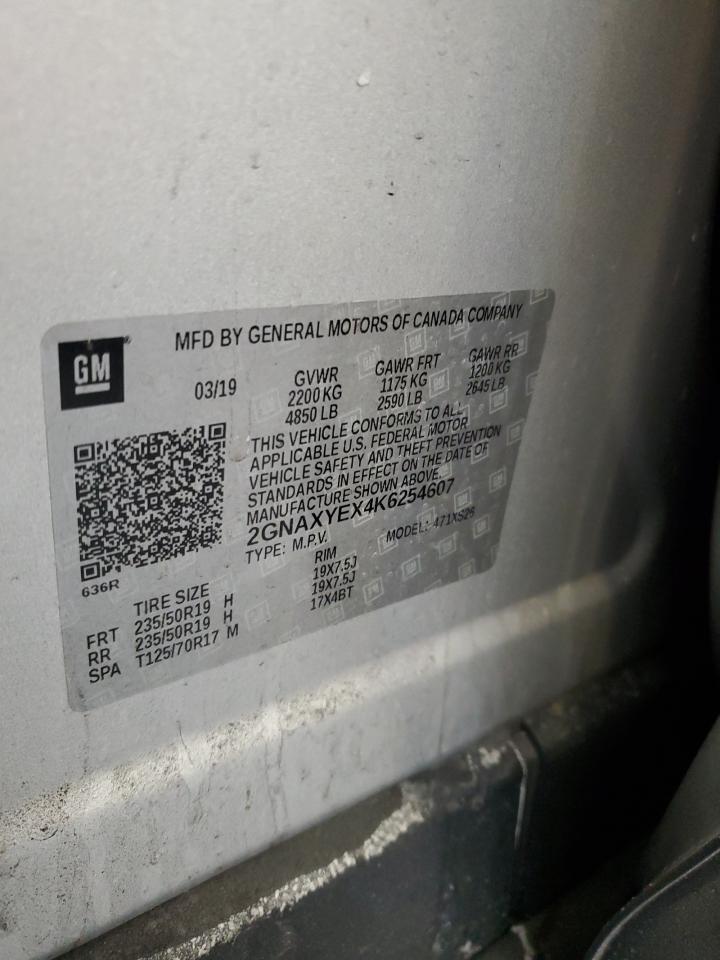 GM
MFD BY GENERAL MOTORS OF CANADA COMPANY
03/19
GVWR GAWR FRT GAWR RR
2200 KG 1175 KG 1200 KG
4850 LB 2590 LB 2645 LB
THIS VEHICLE CONFORMS TO ALL
APPLICABLE U.S. FEDERAL MOTOR
VEHICLE SAFETY AND THEFT PREVENTION
STANDARDS IN EFFECT ON THE DATE OF
MANUFACTURE SHOWN ABOVE.
2GNAXYEX4K6254607
TYPE: M.P.V. MODEL: 471XS26
636R
TIRE SIZE RIM
FRT 235/50R19 H 19X7.5J
RR 235/50R19 H 19X7.5J
SPA T125/70R17 M 17X4BT